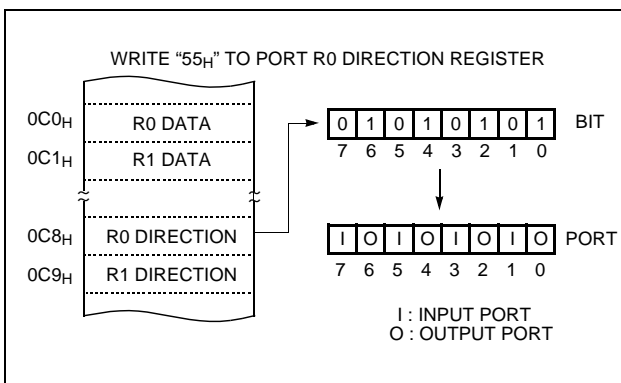 WRITE “55H” TO PORT R0 DIRECTION REGISTER
0C0H R0 DATA
0C1H R1 DATA
0C8H R0 DIRECTION
0C9H R1 DIRECTION
0 1 0 1 0 1 0 1 BIT
7 6 5 4 3 2 1 0
I O I O I O I O PORT
7 6 5 4 3 2 1 0
I : INPUT PORT
O : OUTPUT PORT